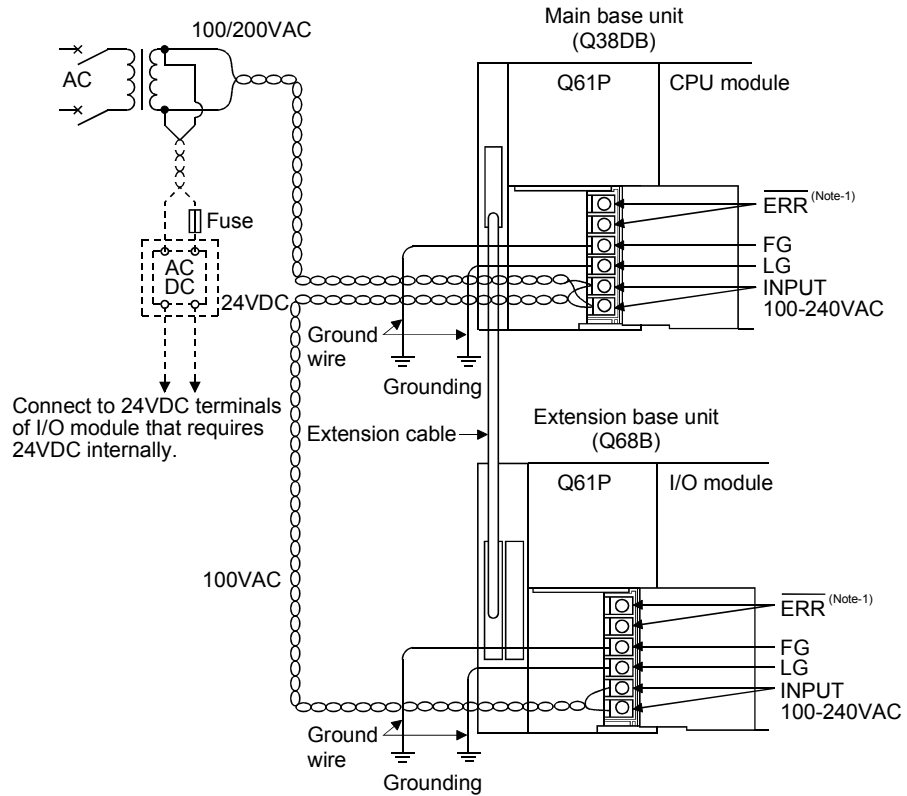 Main base unit
(Q38DB)
100/200VAC
AC
Q61P
CPU module
Fuse
AC
DC
24VDC
ERR (Note-1)
FG
LG
INPUT
100-240VAC
Ground
wire
Grounding
Connect to 24VDC terminals
of I/O module that requires
24VDC internally.
Extension cable
Extension base unit
(Q68B)
Q61P
I/O module
100VAC
ERR (Note-1)
FG
LG
INPUT
100-240VAC
Ground
wire
Grounding